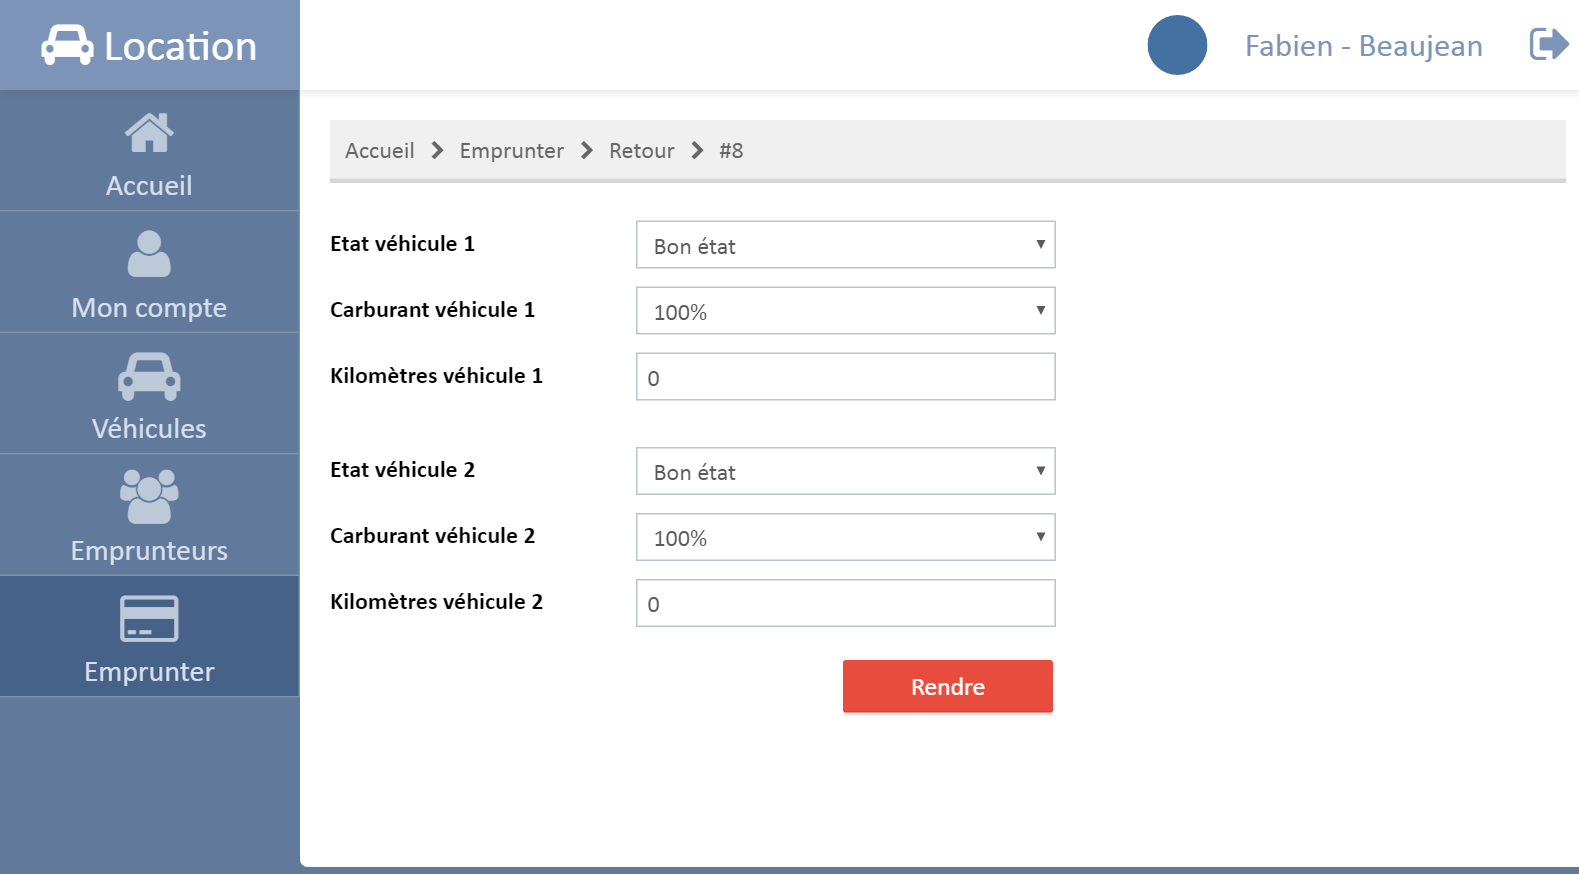 Location
Fabien - Beaujean
Accueil
Mon compte
Véhicules
Emprunteurs
Emprunter
Accueil Emprunter Retour #8
Etat véhicule 1 Bon état
Carburant véhicule 1 100%
Kilomètres véhicule 1 0
Etat véhicule 2 Bon état
Carburant véhicule 2 100%
Kilomètres véhicule 2 0
Rendre